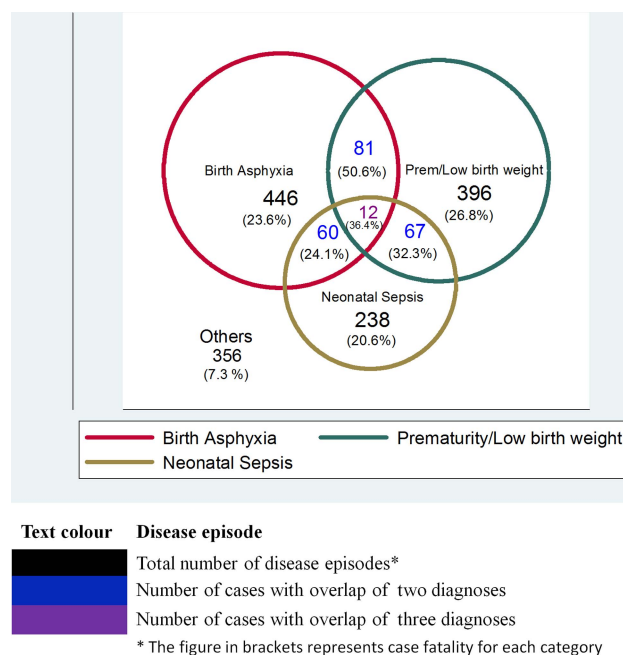 81
(50.6%)
Birth Asphyxia
Prem/Low birth weight
446
396
(23.6%)
(26.8%)
12
(36.4%)
60
67
(24.1%)
(32.3%)
Neonatal Sepsis
238
(20.6%)
Others
356
(7.3 %)
Birth Asphyxia
Prematurity/Low birth weight
Neonatal Sepsis
Text colour Disease episode
Total number of disease episodes*
Number of cases with overlap of two diagnoses
Number of cases with overlap of three diagnoses
* The figure in brackets represents case fatality for each category